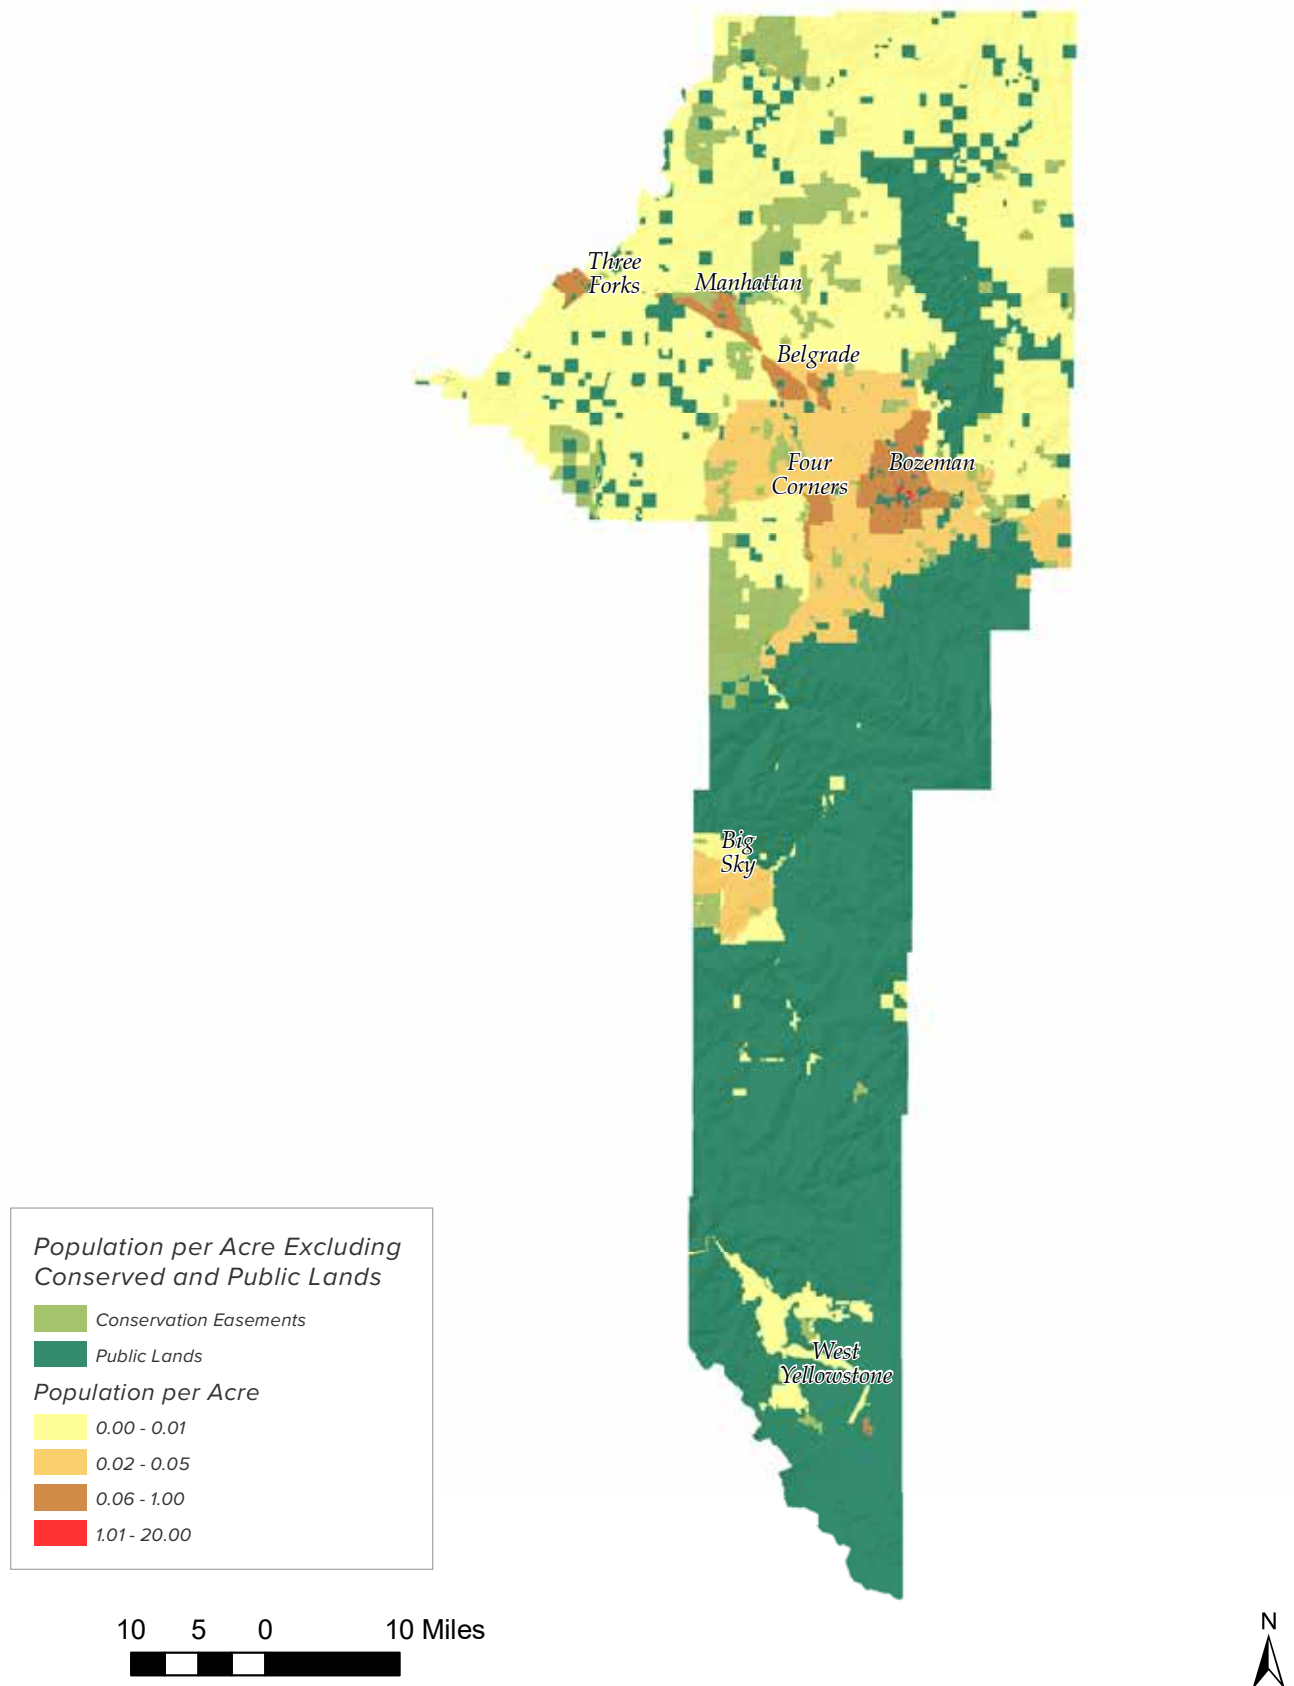 Three
Forks
Manhattan
Belgrade
Four
Corners
Bozeman
Big
Sky
West
Yellowstone
Population per Acre Excluding
Conserved and Public Lands
Conservation Easements
Public Lands
Population per Acre
0.00 - 0.01
0.02 - 0.05
0.06 - 1.00
1.01 - 20.00
10 5 0 10 Miles
N